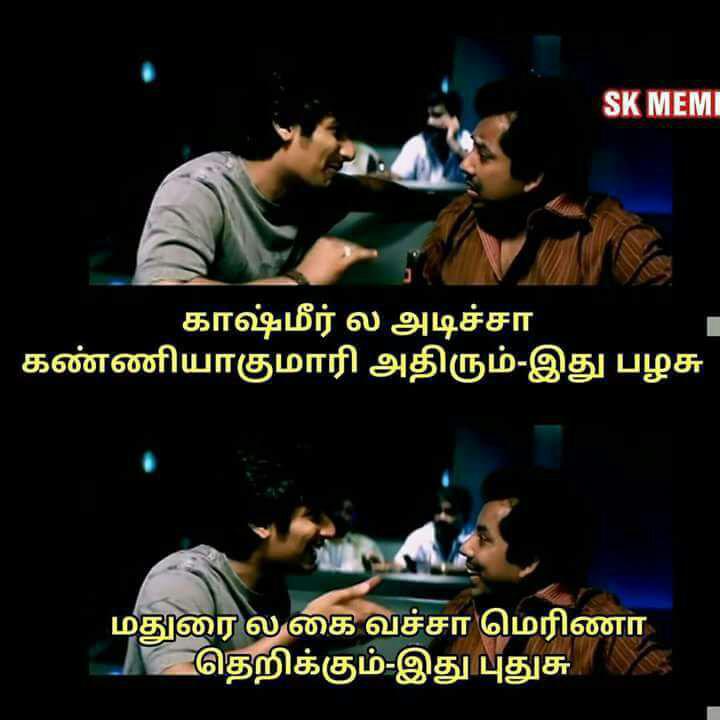 SK MEM
காஷ்மீர் ல அடிச்சா
கண்ணியாகுமாரி அதிரும்-இது பழசு
மதுரை ல கை வச்சா மெரிணா
தெறிக்கும்-இது புதுசு